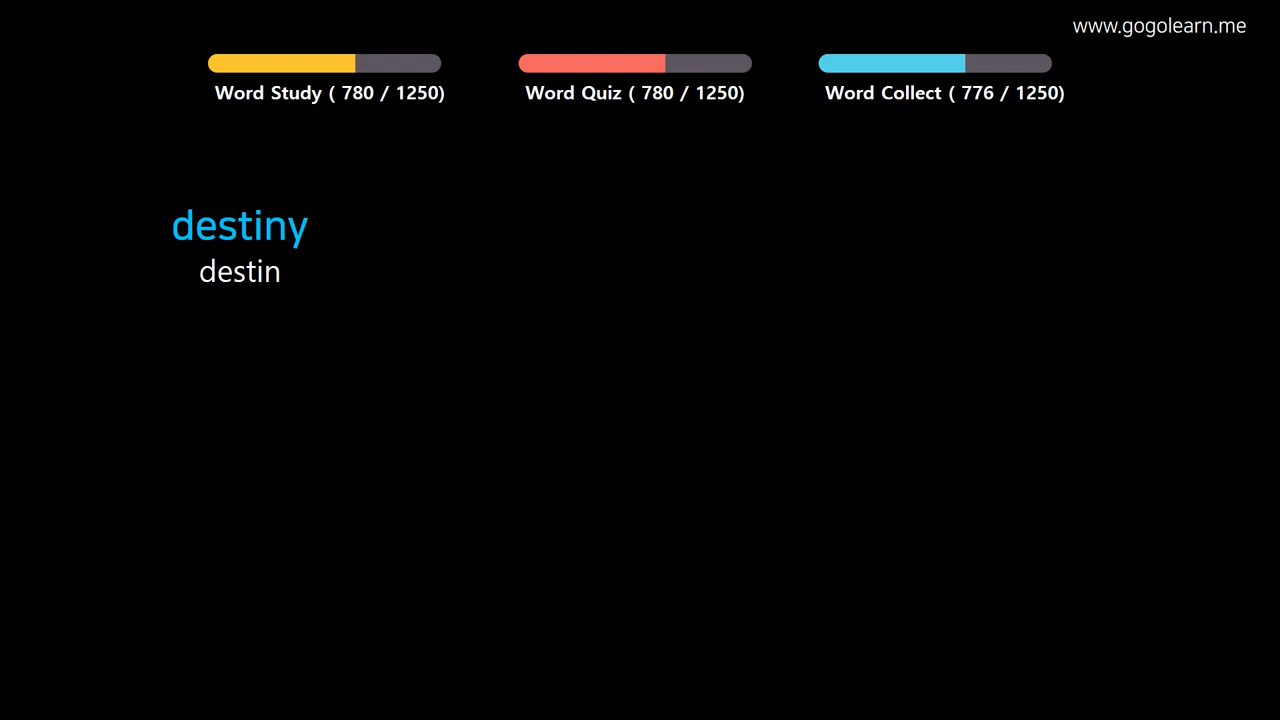 www.gogolearn.me
Word Study ( 780 / 1250)
Word Quiz ( 780 / 1250)
Word Collect ( 776 / 1250)
destiny
destin